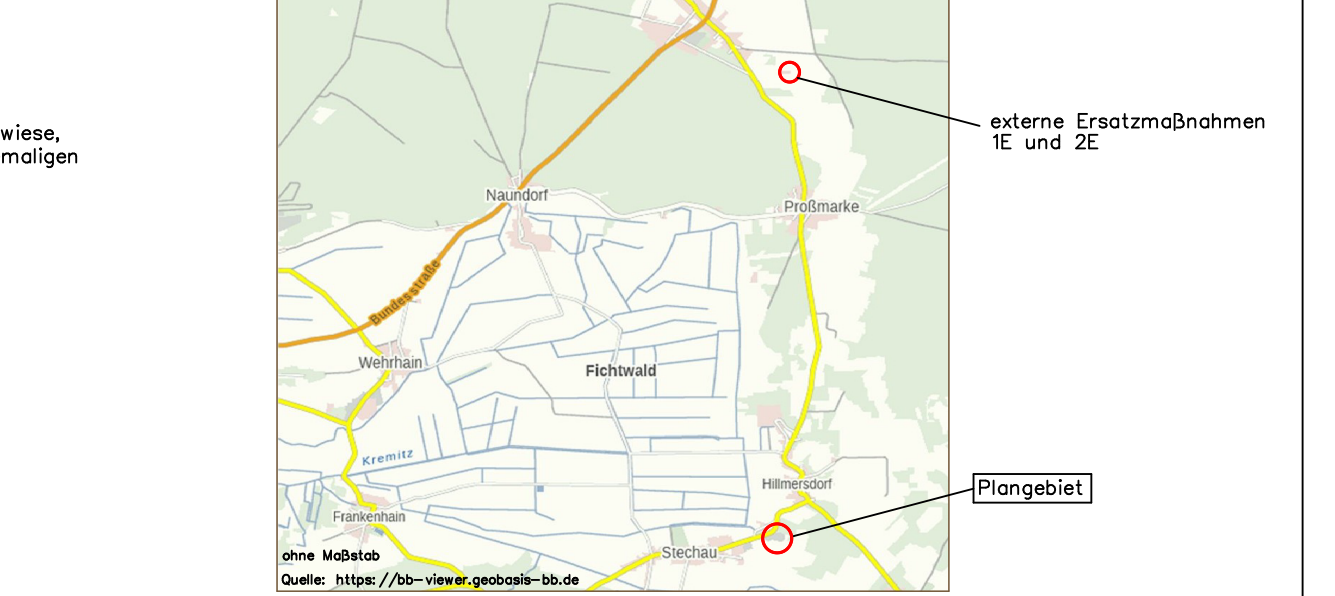 wiese,
maligen
externe Ersatzmaßnahmen
1E und 2E
Naundorf
Proßmarke
Bundesstraße
Wehrhain
Fichtwald
Kremitz
Hillmersdorf
Plangebiet
Frankenhain
Stechau
ohne Maßstab
Quelle: https://bb-viewer.geobasis-bb.de